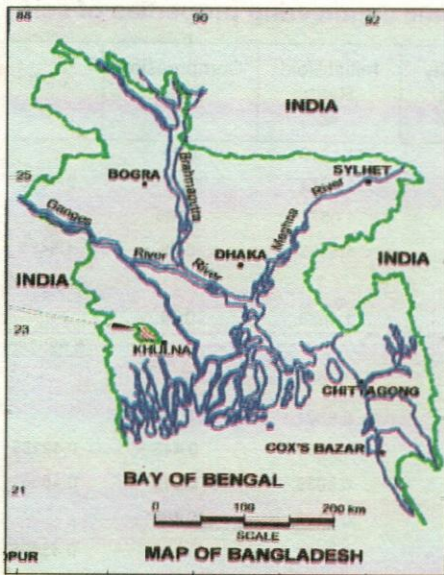 88 90 92
INDIA
BOGRA
Brahmaputra
SYLHET
25
Ganges
River
Meghna
River
River
DHAKA
INDIA
INDIA
23
KHULNA
CHITTAGONG
COX'S BAZAR
BAY OF BENGAL
21
0 100 200 km
SCALE
OPUR
MAP OF BANGLADESH